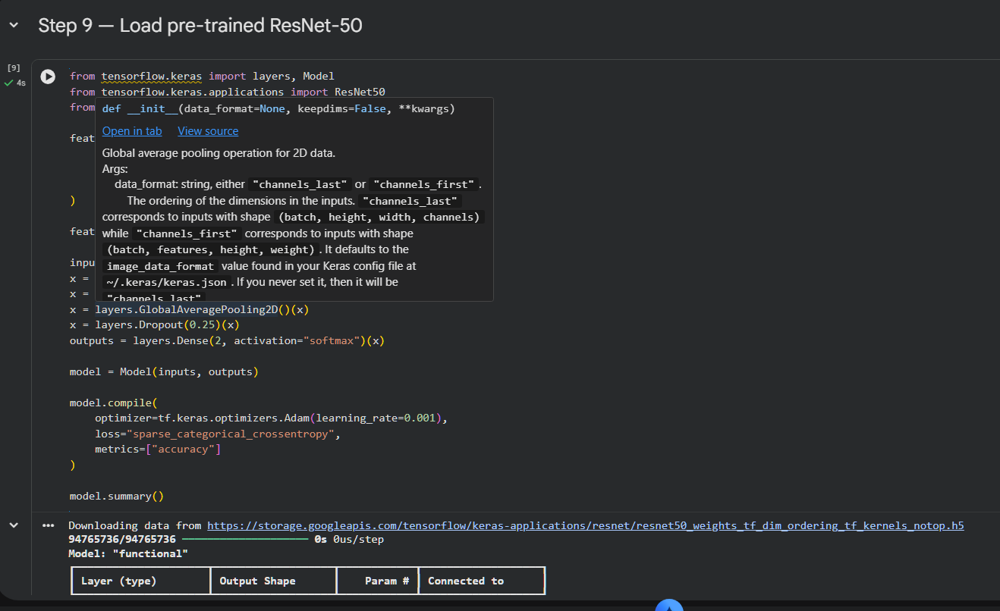 Step 9 — Load pre-trained ResNet-50
[9]
4s
from tensorflow.keras import layers, Model
from tensorflow.keras.applications import ResNet50
from
def __init__(data_format=None, keepdims=False, **kwargs)
Open in tab View source
feat
Global average pooling operation for 2D data.
Args:
data_format: string, either "channels_last" or "channels_first".
The ordering of the dimensions in the inputs. "channels_last"
)
corresponds to inputs with shape (batch, height, width, channels)
feat
while "channels_first" corresponds to inputs with shape
(batch, features, height, weight). It defaults to the
inpu
image_data_format value found in your Keras config file at
x =
~/.keras/keras.json. If you never set it, then it will be
x =
"channels_last"
x = layers.GlobalAveragePooling2D()(x)
x = layers.Dropout(0.25)(x)
outputs = layers.Dense(2, activation="softmax")(x)
model = Model(inputs, outputs)
model.compile(
optimizer=tf.keras.optimizers.Adam(learning_rate=0.001),
loss="sparse_categorical_crossentropy",
metrics=["accuracy"]
)
model.summary()
Downloading data from https://storage.googleapis.com/tensorflow/keras-applications/resnet/resnet50_weights_tf_dim_ordering_tf_kernels_notop.h5
94765736/94765736 0s 0us/step
Model: "functional"
Layer (type) Output Shape Param # Connected to